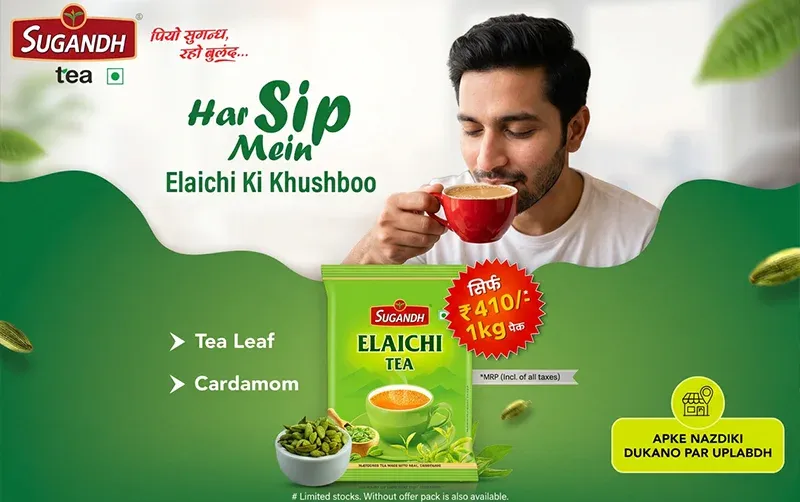 SUGANDH
®
tea
पियो सुगन्ध,
रहो बुलंद...
Har Sip
Mein
Elaichi Ki Khushboo
Tea Leaf
Cardamom
SUGANDH
ELAICHI
TEA
सिर्फ
₹410/-*
1kg पैक
*MRP (Incl. of all taxes)
APKE NAZDIKI
DUKANO PAR UPLABDH
# Limited stocks. Without offer pack is also available.